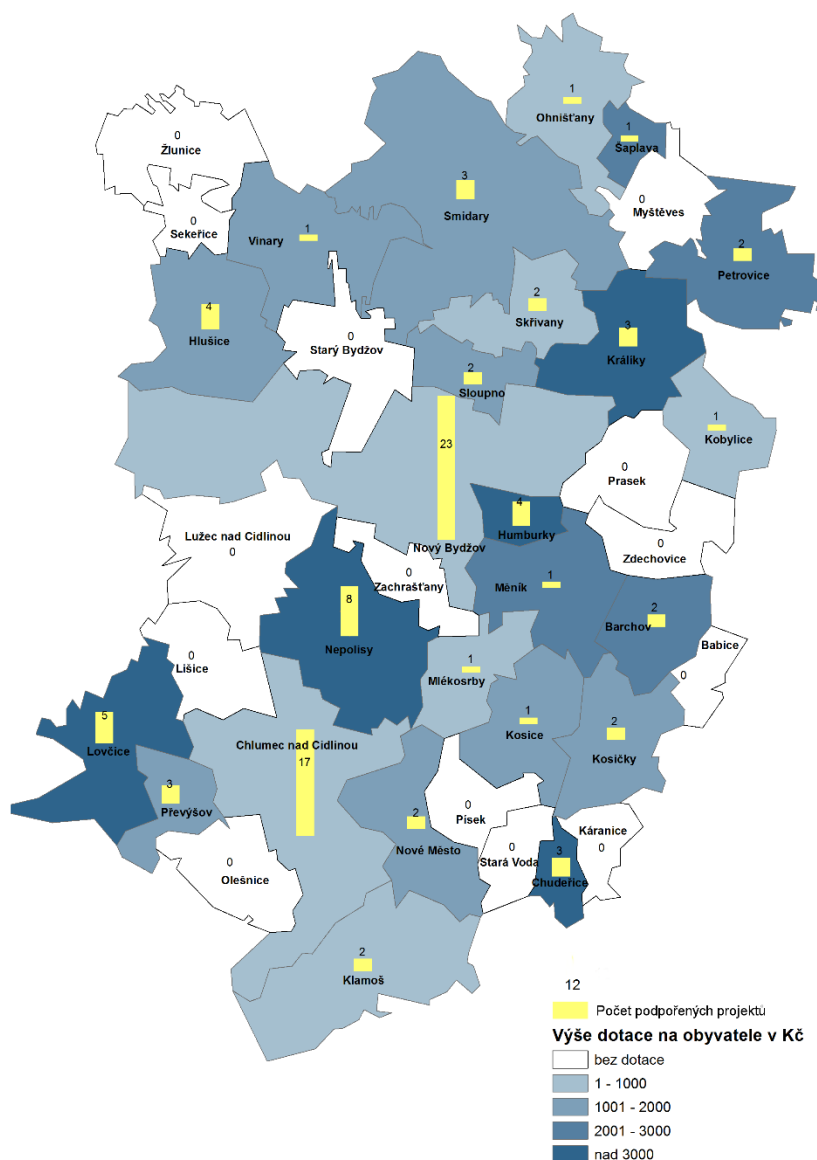 1
Ohnišťany
1
Šaplava
0
Žlunice
3
Smidary
0
Myštěves
0
Sekeřice
1
Vinary
2
Petrovice
4
Hlušice
2
Skřivany
0
Starý Bydžov
3
Králíky
2
Sloupno
1
Kobylice
23
Nový Bydžov
0
Prasek
4
Humburky
Lužec nad Cidlinou
0
0
Zdechovice
0
Zachrašťany
1
Měník
8
Nepolisy
2
Barchov
Babice
0
0
Lišice
1
Mlékosrby
5
Lovčice
1
Kosice
2
Kosičky
Chlumec nad Cidlinou
17
3
Převýšov
0
Písek
2
Nové Město
0
Stará Voda
Káranice
0
3
Chudeřice
0
Olešnice
2
Klamoš
12
Počet podpořených projektů
Výše dotace na obyvatele v Kč
bez dotace
1 - 1000
1001 - 2000
2001 - 3000
nad 3000